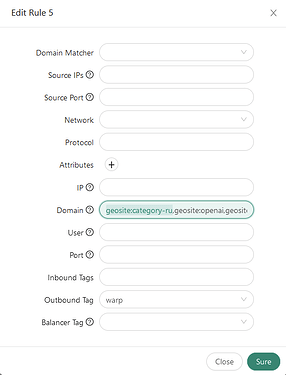 Edit Rule 5
Domain Matcher
Source IPs
Source Port
Network
Protocol
Attributes
IP
Domain geosite:category-ru,geosite:openai,geosit
User
Port
Inbound Tags
Outbound Tag warp
Balancer Tag
Close Sure